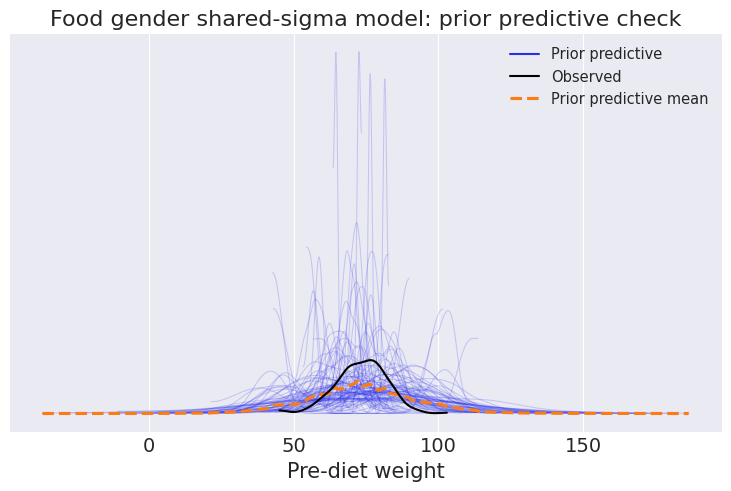 Food gender shared-sigma model: prior predictive check
Prior predictive
Observed
Prior predictive mean
0
50
100
150
Pre-diet weight